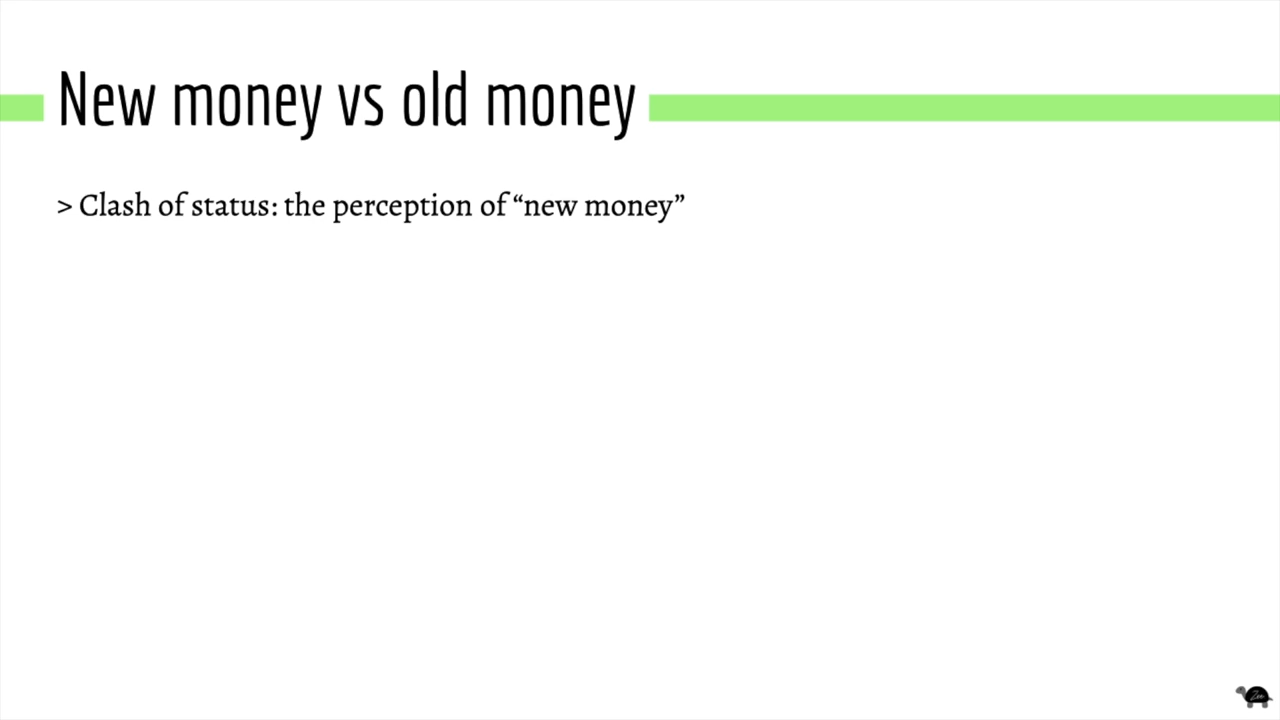 New money vs old money
> Clash of status: the perception of “new money”